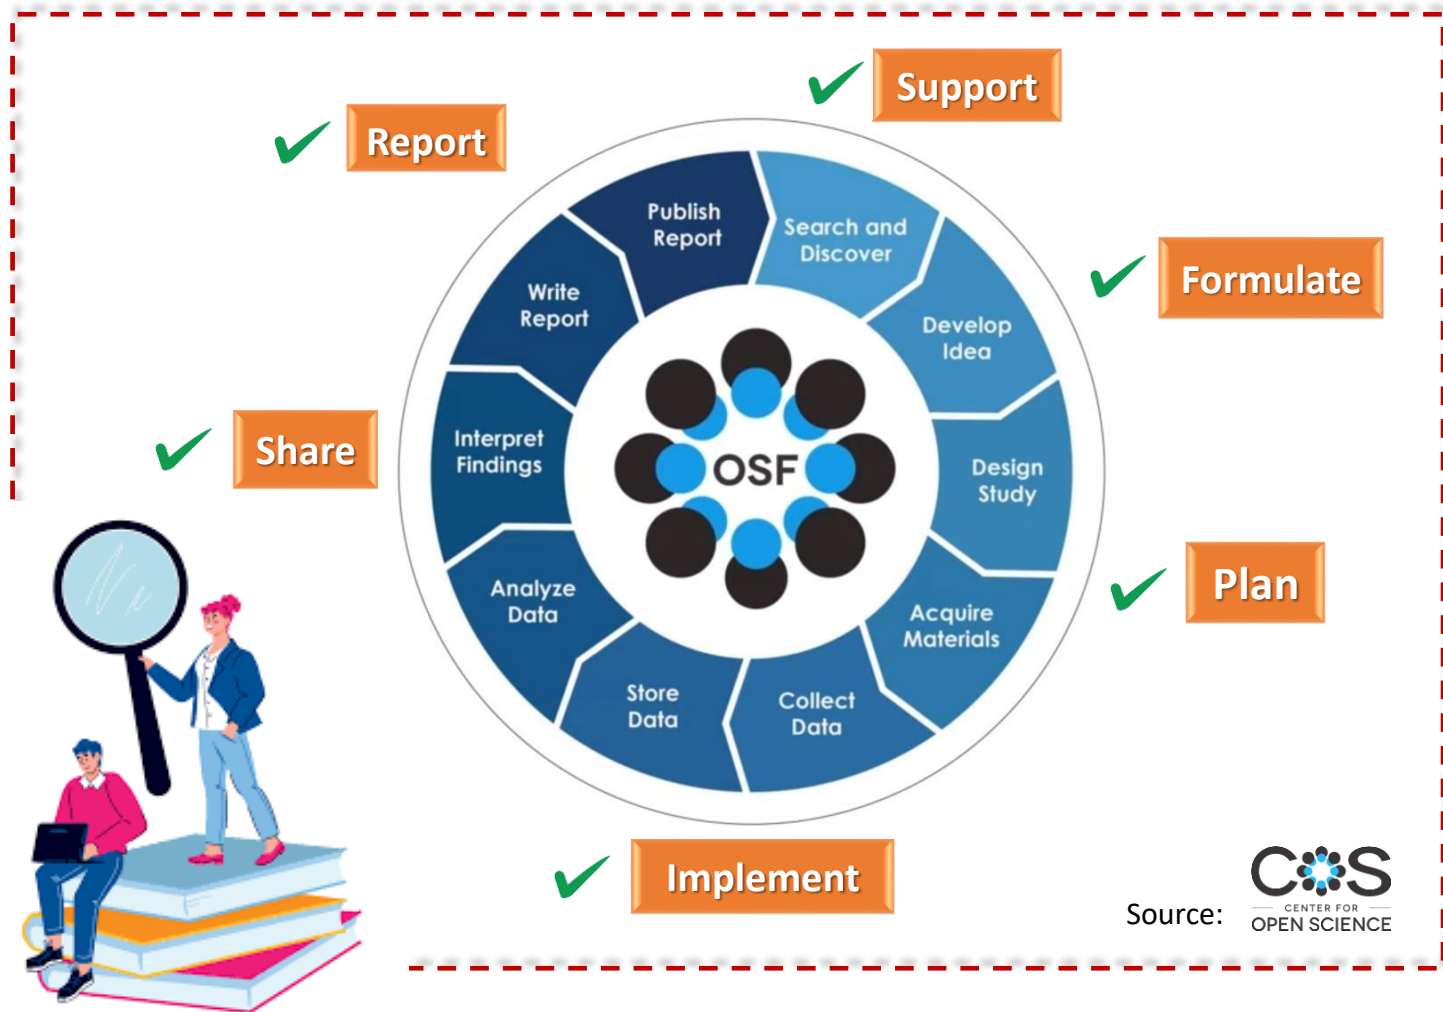 Support
Report
Formulate
Share
Plan
Implement
Search and
Discover
Develop
Idea
Design
Study
Acquire
Materials
Collect
Data
Store
Data
Analyze
Data
Interpret
Findings
Write
Report
Publish
Report
OSF
Source:
COS
CENTER FOR
OPEN SCIENCE